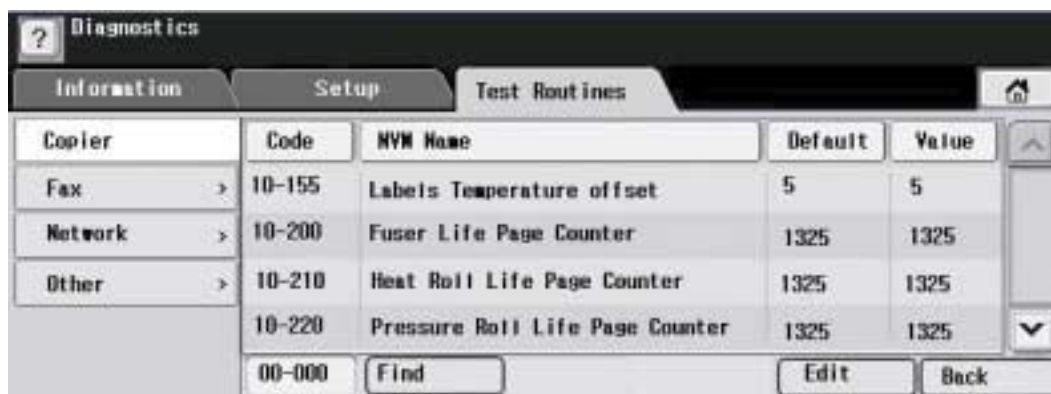 ? Diagnostics
Information Setup Test Routines
Copier Code NVM Name Default Value
Fax > 10-155 Labels Temperature offset 5 5
Network > 10-200 Fuser Life Page Counter 1325 1325
Other > 10-210 Heat Roll Life Page Counter 1325 1325
10-220 Pressure Roll Life Page Counter 1325 1325
00-000 Find Edit Back